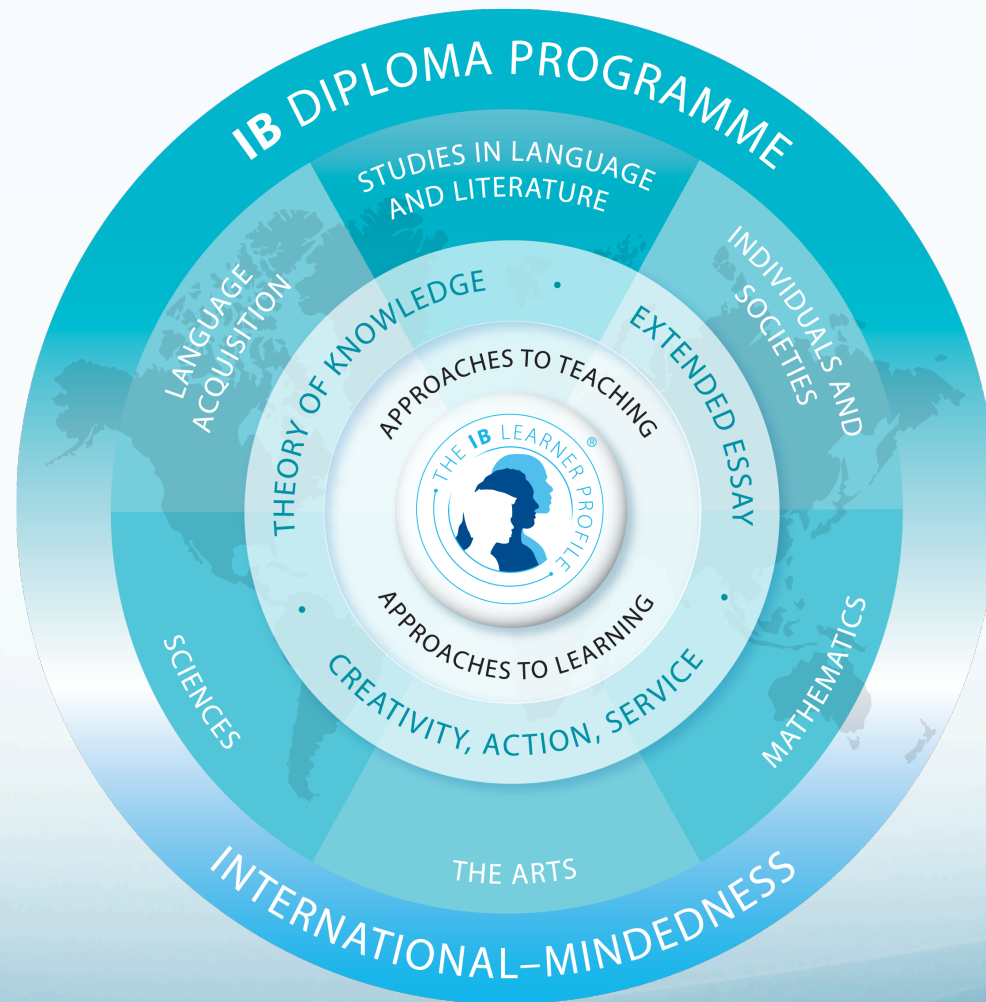 IB DIPLOMA PROGRAMME
STUDIES IN LANGUAGE
AND LITERATURE
LANGUAGE
ACQUISITION
INDIVIDUALS AND
SOCIETIES
THEORY OF KNOWLEDGE
EXTENDED ESSAY
APPROACHES TO TEACHING
THE IB LEARNER PROFILE
®
APPROACHES TO LEARNING
CREATIVITY, ACTION, SERVICE
SCIENCES
MATHEMATICS
THE ARTS
INTERNATIONAL–MINDEDNESS